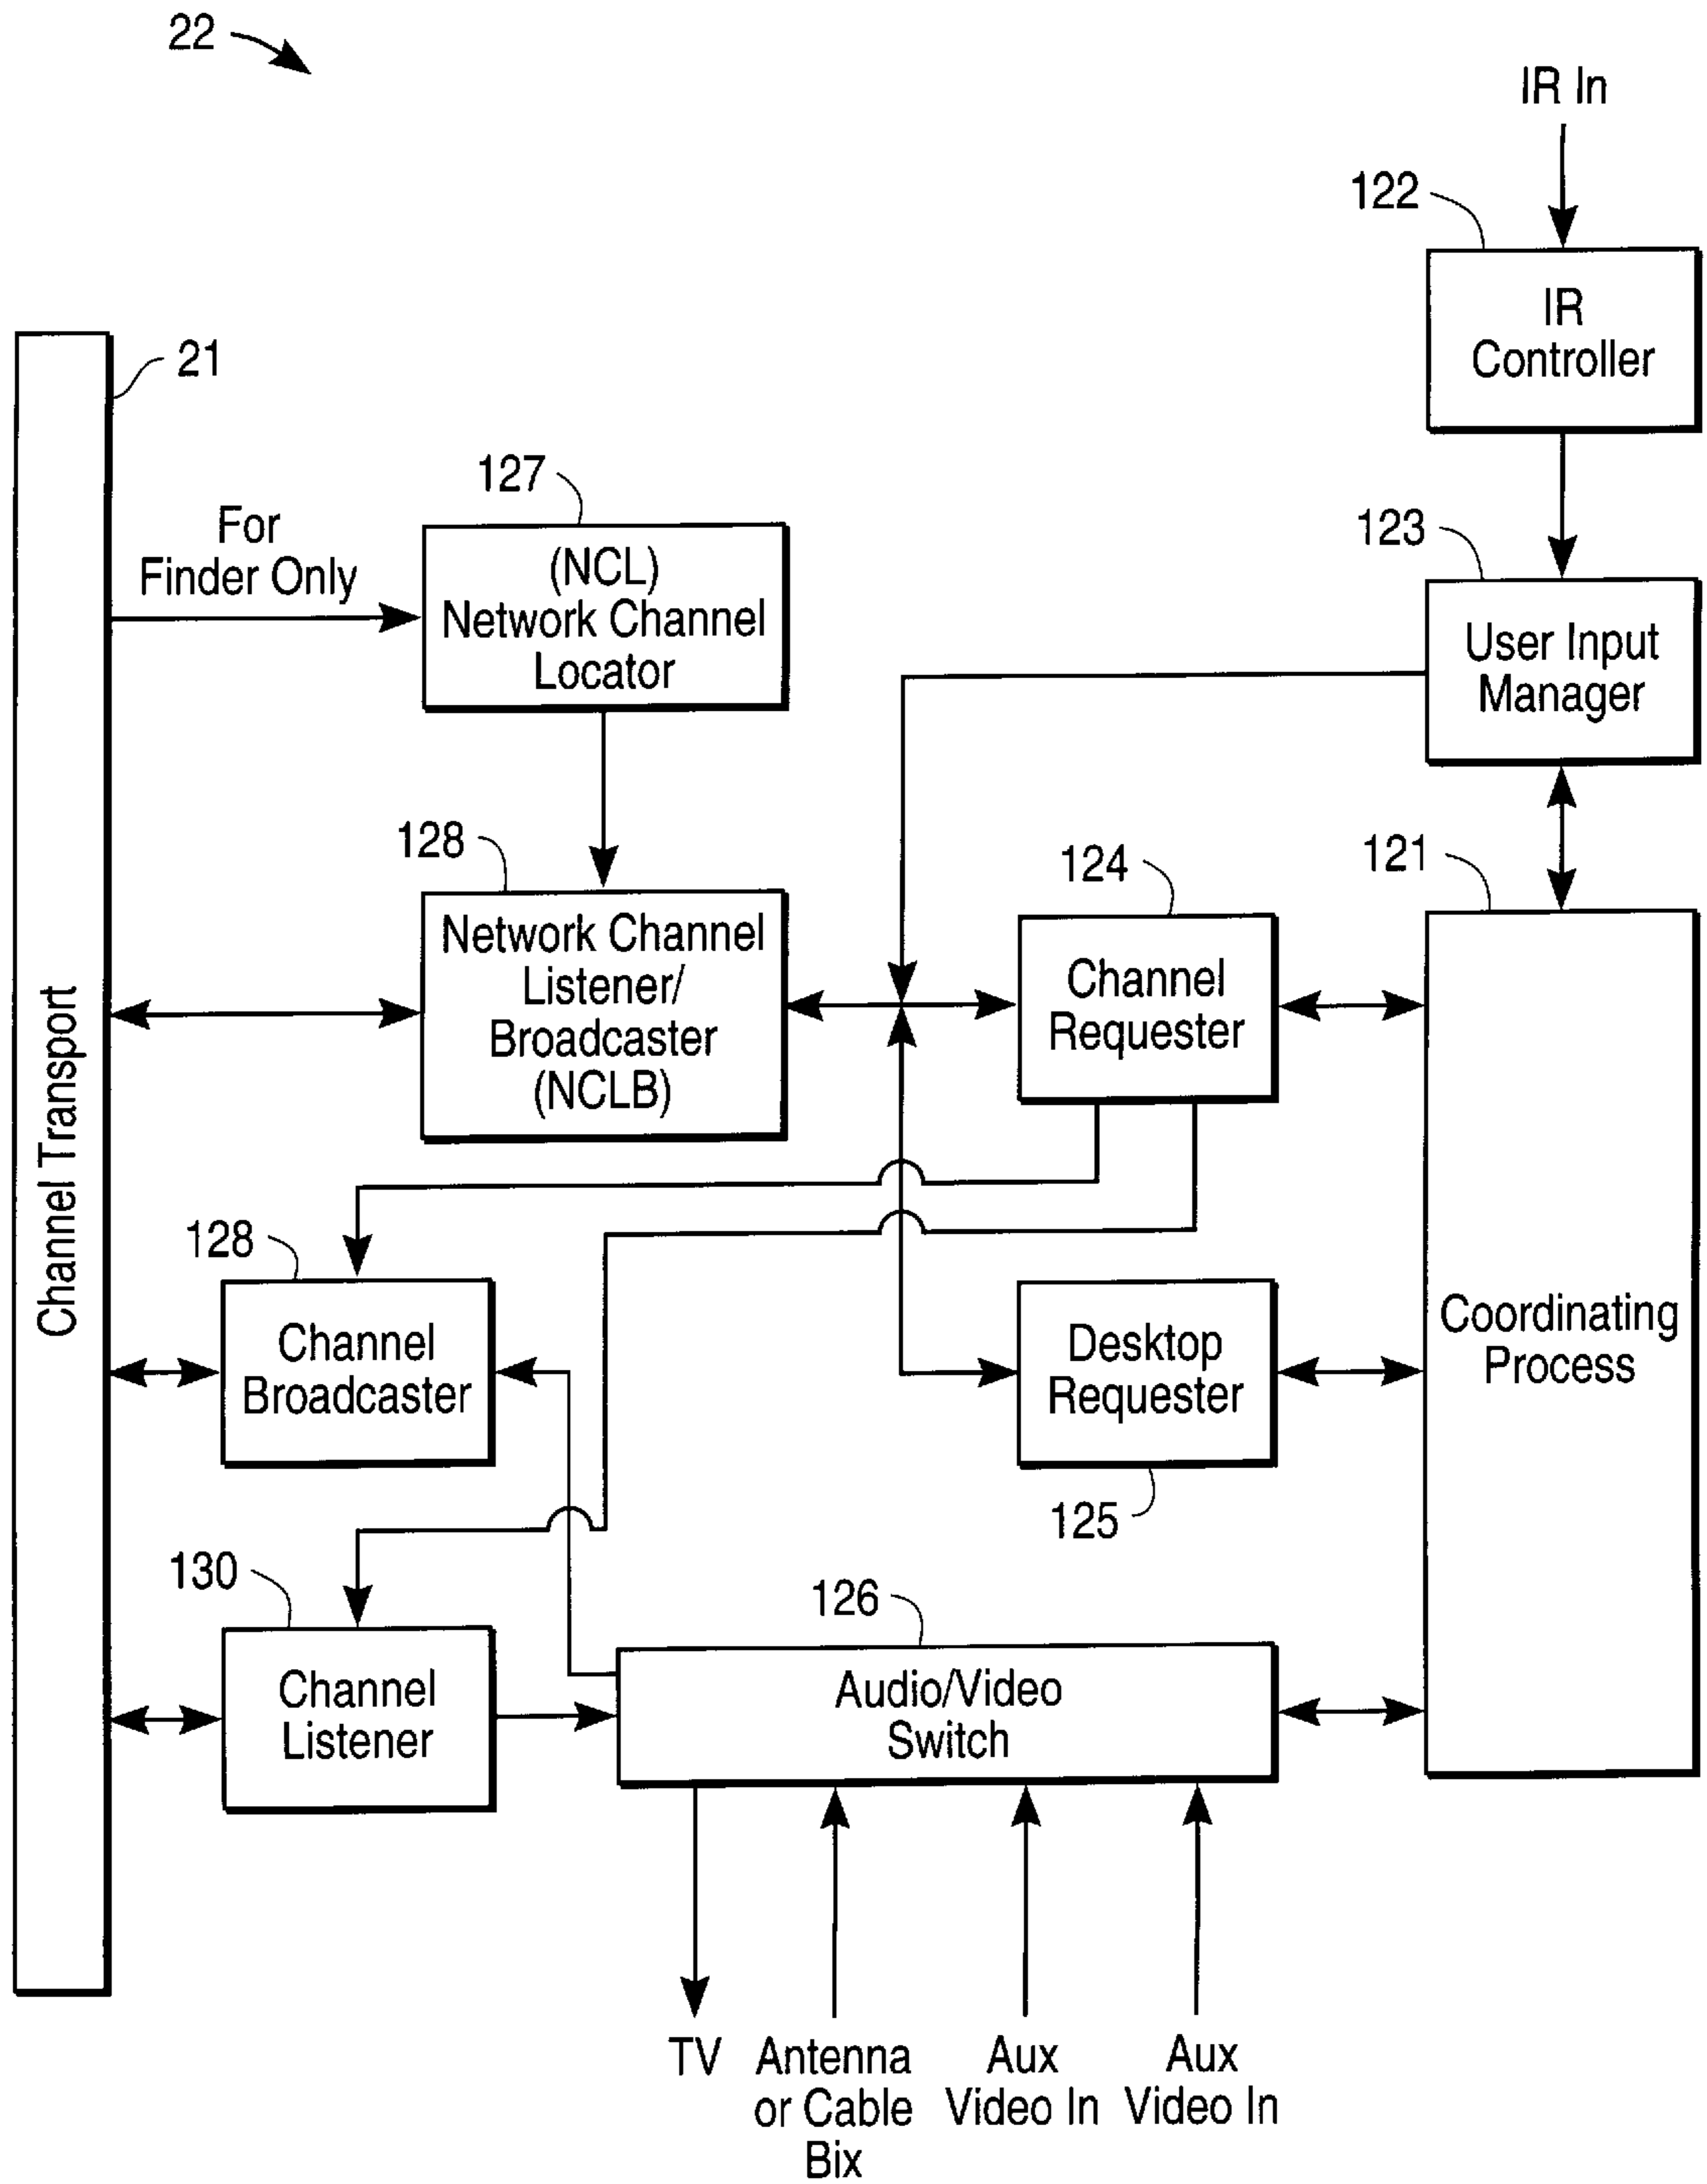 22
IR In
122
IR
Controller
21
127
For
Finder Only
(NCL)
Network Channel
Locator
123
User Input
Manager
128
Network Channel
Listener/
Broadcaster
(NCLB)
124
Channel
Requester
121
Coordinating
Process
Channel Transport
128
Channel
Broadcaster
Desktop
Requester
125
130
Channel
Listener
126
Audio/Video
Switch
TV
Antenna
or Cable
Bix
Aux
Video In
Aux
Video In